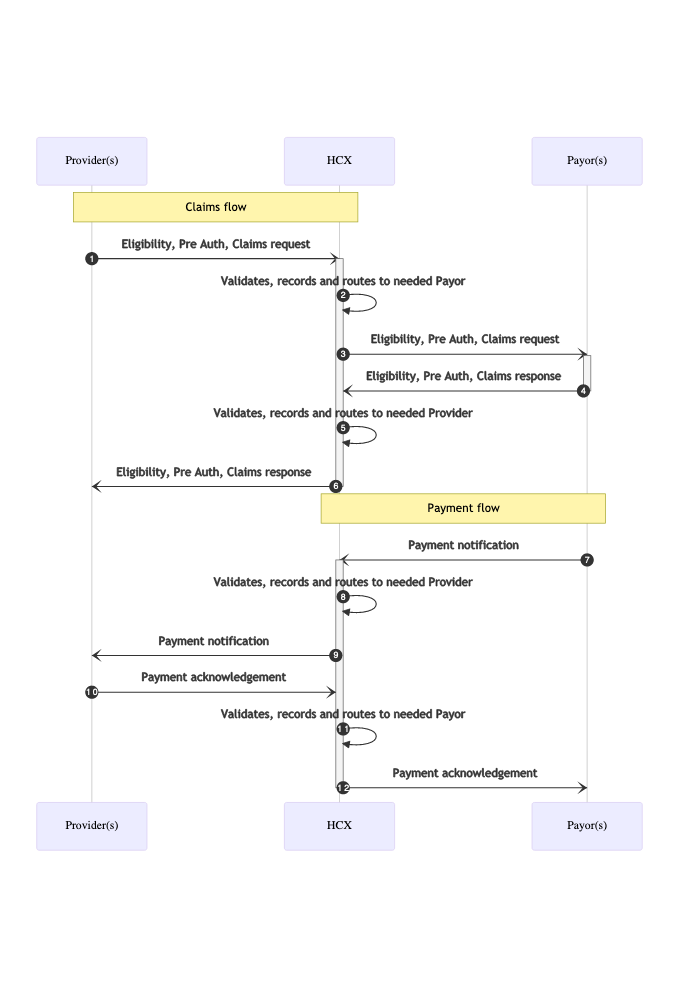 Provider(s) HCX Payor(s)
Claims flow
Eligibility, Pre Auth, Claims request
1
Validates, records and routes to needed Payor
2
Eligibility, Pre Auth, Claims request
3
Eligibility, Pre Auth, Claims response
4
Validates, records and routes to needed Provider
5
Eligibility, Pre Auth, Claims response
6
Payment flow
Payment notification
7
Validates, records and routes to needed Provider
8
Payment notification
9
Payment acknowledgement
10
Validates, records and routes to needed Payor
11
Payment acknowledgement
12
Provider(s) HCX Payor(s)